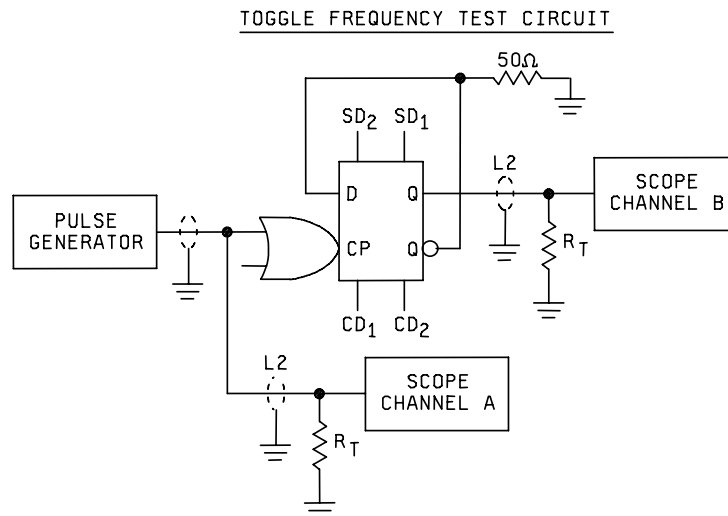 TOGGLE FREQUENCY TEST CIRCUIT
50Ω
SD2 SD1
L2
D Q
SCOPE
CHANNEL B
PULSE
GENERATOR
CP Q
RT
CD1 CD2
L2
SCOPE
CHANNEL A
RT